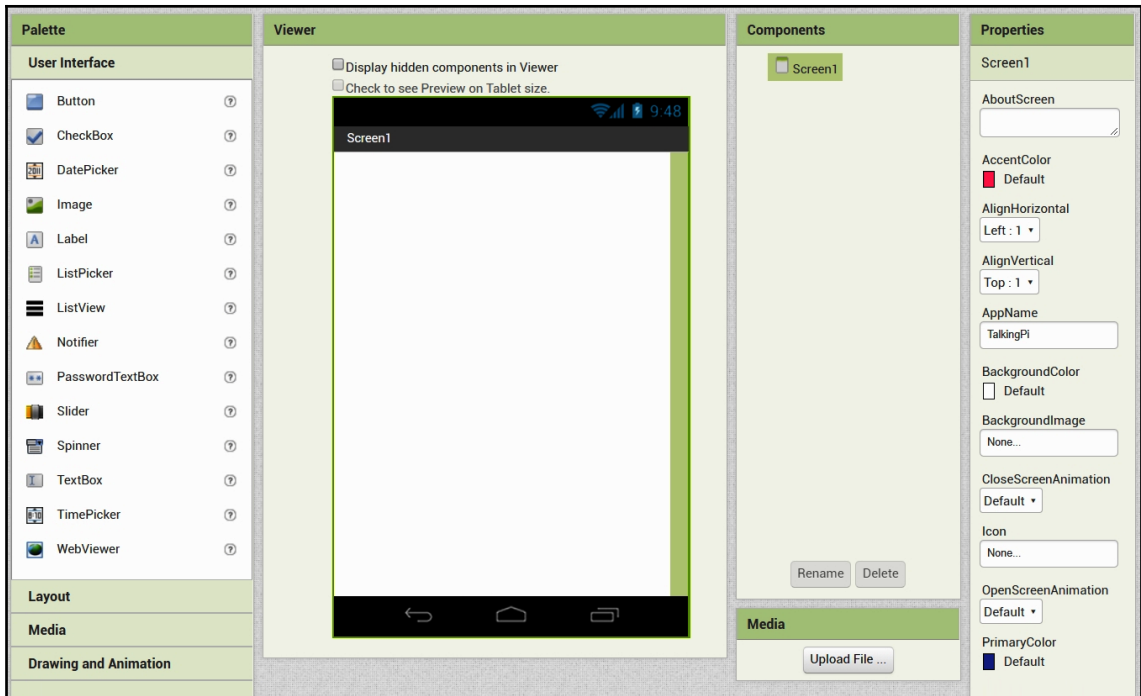 Palette
User Interface
Button
?
CheckBox
?
DatePicker
?
Image
?
Label
?
ListPicker
?
ListView
?
Notifier
?
PasswordTextBox
?
Slider
?
Spinner
?
TextBox
?
TimePicker
?
WebViewer
?
Layout
Media
Drawing and Animation
Viewer
Display hidden components in Viewer
Check to see Preview on Tablet size.
9:48
Screen1
Components
Screen1
Rename Delete
Media
Upload File ...
Properties
Screen1
AboutScreen
AccentColor
Default
AlignHorizontal
Left : 1
AlignVertical
Top : 1
AppName
TalkingPi
BackgroundColor
Default
BackgroundImage
None...
CloseScreenAnimation
Default
Icon
None...
OpenScreenAnimation
Default
PrimaryColor
Default